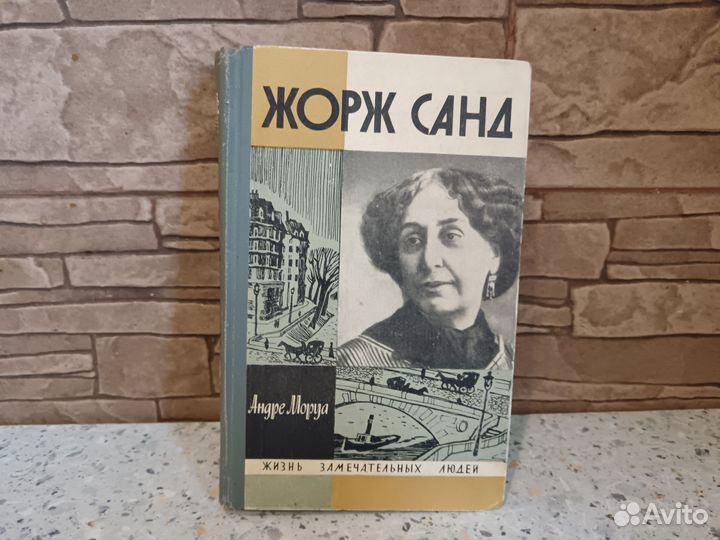 ЖОРЖ САНД
Андре Моруа
ЖИЗНЬ ЗАМЕЧАТЕЛЬНЫХ ЛЮДЕЙ
Avito